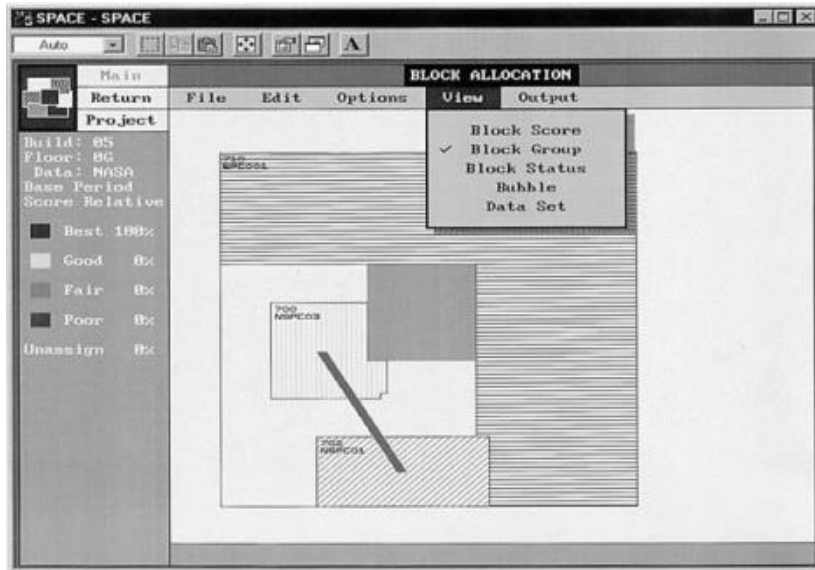 SPACE - SPACE
Auto
A
Main
Return
Project
BLOCK ALLOCATION
File Edit Options View Output
Block Score
✓ Block Group
Block Status
Bubble
Data Set
Build: 05
Floor: 0G
Data: NASA
Base Period
Score Relative
Best 100%
Good 0%
Fair 0%
Poor 0%
Unassign 0%
710
700
NSPC03
702
NSPC01